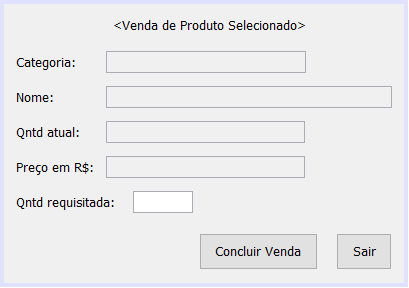 <Venda de Produto Selecionado>
Categoria:
Nome:
Qntd atual:
Preço em R$:
Qntd requisitada:
Concluir Venda Sair